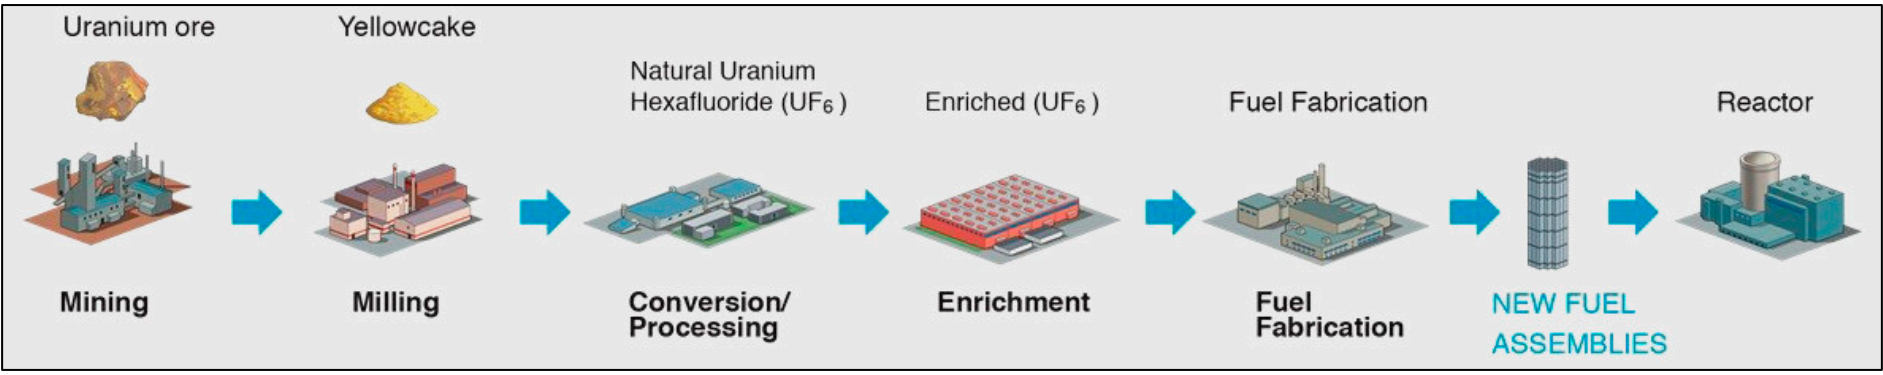 Uranium ore
Yellowcake
Natural Uranium
Hexafluoride (UF₆ )
Enriched (UF₆ )
Fuel Fabrication
Reactor
Mining
Milling
Conversion/
Processing
Enrichment
Fuel
Fabrication
NEW FUEL
ASSEMBLIES